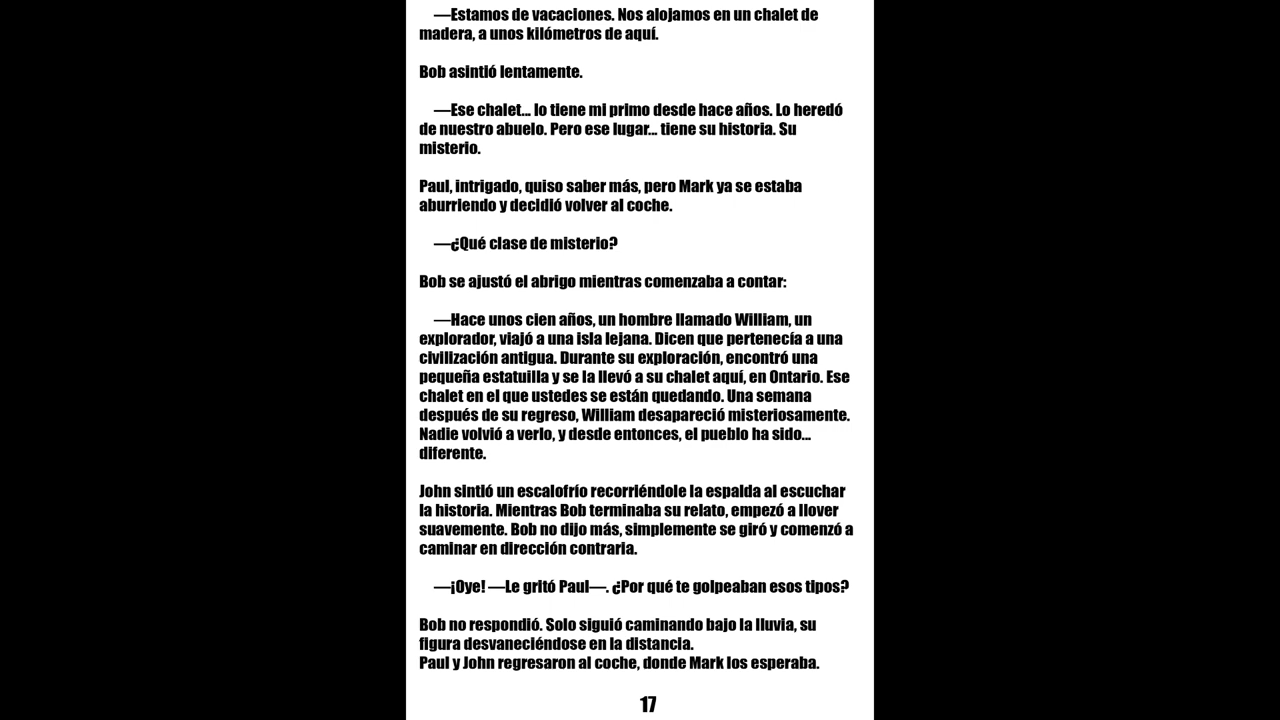 —Estamos de vacaciones. Nos alojamos en un chalet de
madera, a unos kilómetros de aquí.
Bob asintió lentamente.
—Ese chalet... lo tiene mi primo desde hace años. Lo heredó
de nuestro abuelo. Pero ese lugar... tiene su historia. Su
misterio.
Paul, intrigado, quiso saber más, pero Mark ya se estaba
aburriendo y decidió volver al coche.
—¿Qué clase de misterio?
Bob se ajustó el abrigo mientras comenzaba a contar:
—Hace unos cien años, un hombre llamado William, un
explorador, viajó a una isla lejana. Dicen que pertenecía a una
civilización antigua. Durante su exploración, encontró una
pequeña estatuilla y se la llevó a su chalet aquí, en Ontario. Ese
chalet en el que ustedes se están quedando. Una semana
después de su regreso, William desapareció misteriosamente.
Nadie volvió a verlo, y desde entonces, el pueblo ha sido...
diferente.
John sintió un escalofrío recorriéndole la espalda al escuchar
la historia. Mientras Bob terminaba su relato, empezó a llover
suavemente. Bob no dijo más, simplemente se giró y comenzó a
caminar en dirección contraria.
—¡Oye! —Le gritó Paul—. ¿Por qué te golpeaban esos tipos?
Bob no respondió. Solo siguió caminando bajo la lluvia, su
figura desvaneciéndose en la distancia.
Paul y John regresaron al coche, donde Mark los esperaba.
17